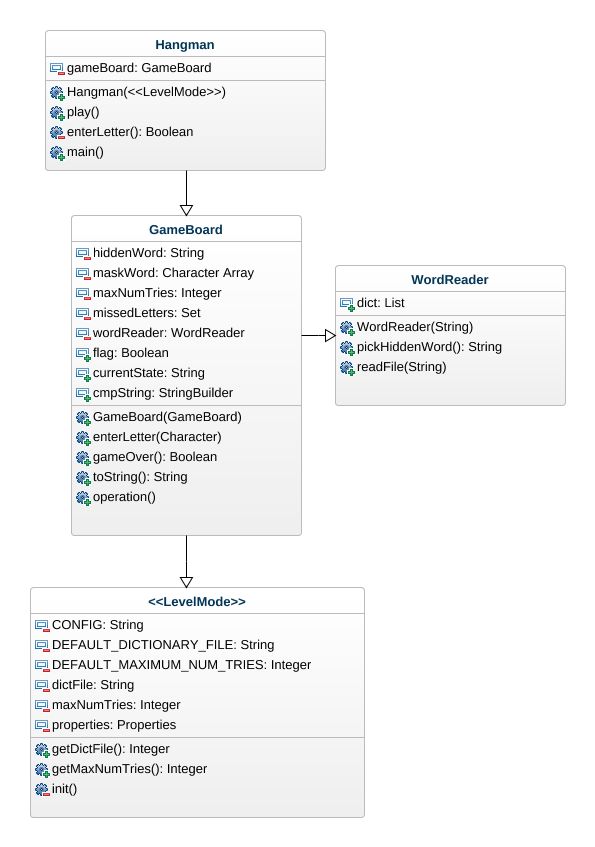 Hangman
gameBoard: GameBoard
Hangman(<<LevelMode>>)
play()
enterLetter(): Boolean
main()
GameBoard
hiddenWord: String
maskWord: Character Array
maxNumTries: Integer
missedLetters: Set
wordReader: WordReader
flag: Boolean
currentState: String
cmpString: StringBuilder
GameBoard(GameBoard)
enterLetter(Character)
gameOver(): Boolean
toString(): String
operation()
WordReader
dict: List
WordReader(String)
pickHiddenWord(): String
readFile(String)
<<LevelMode>>
CONFIG: String
DEFAULT_DICTIONARY_FILE: String
DEFAULT_MAXIMUM_NUM_TRIES: Integer
dictFile: String
maxNumTries: Integer
properties: Properties
getDictFile(): Integer
getMaxNumTries(): Integer
init()